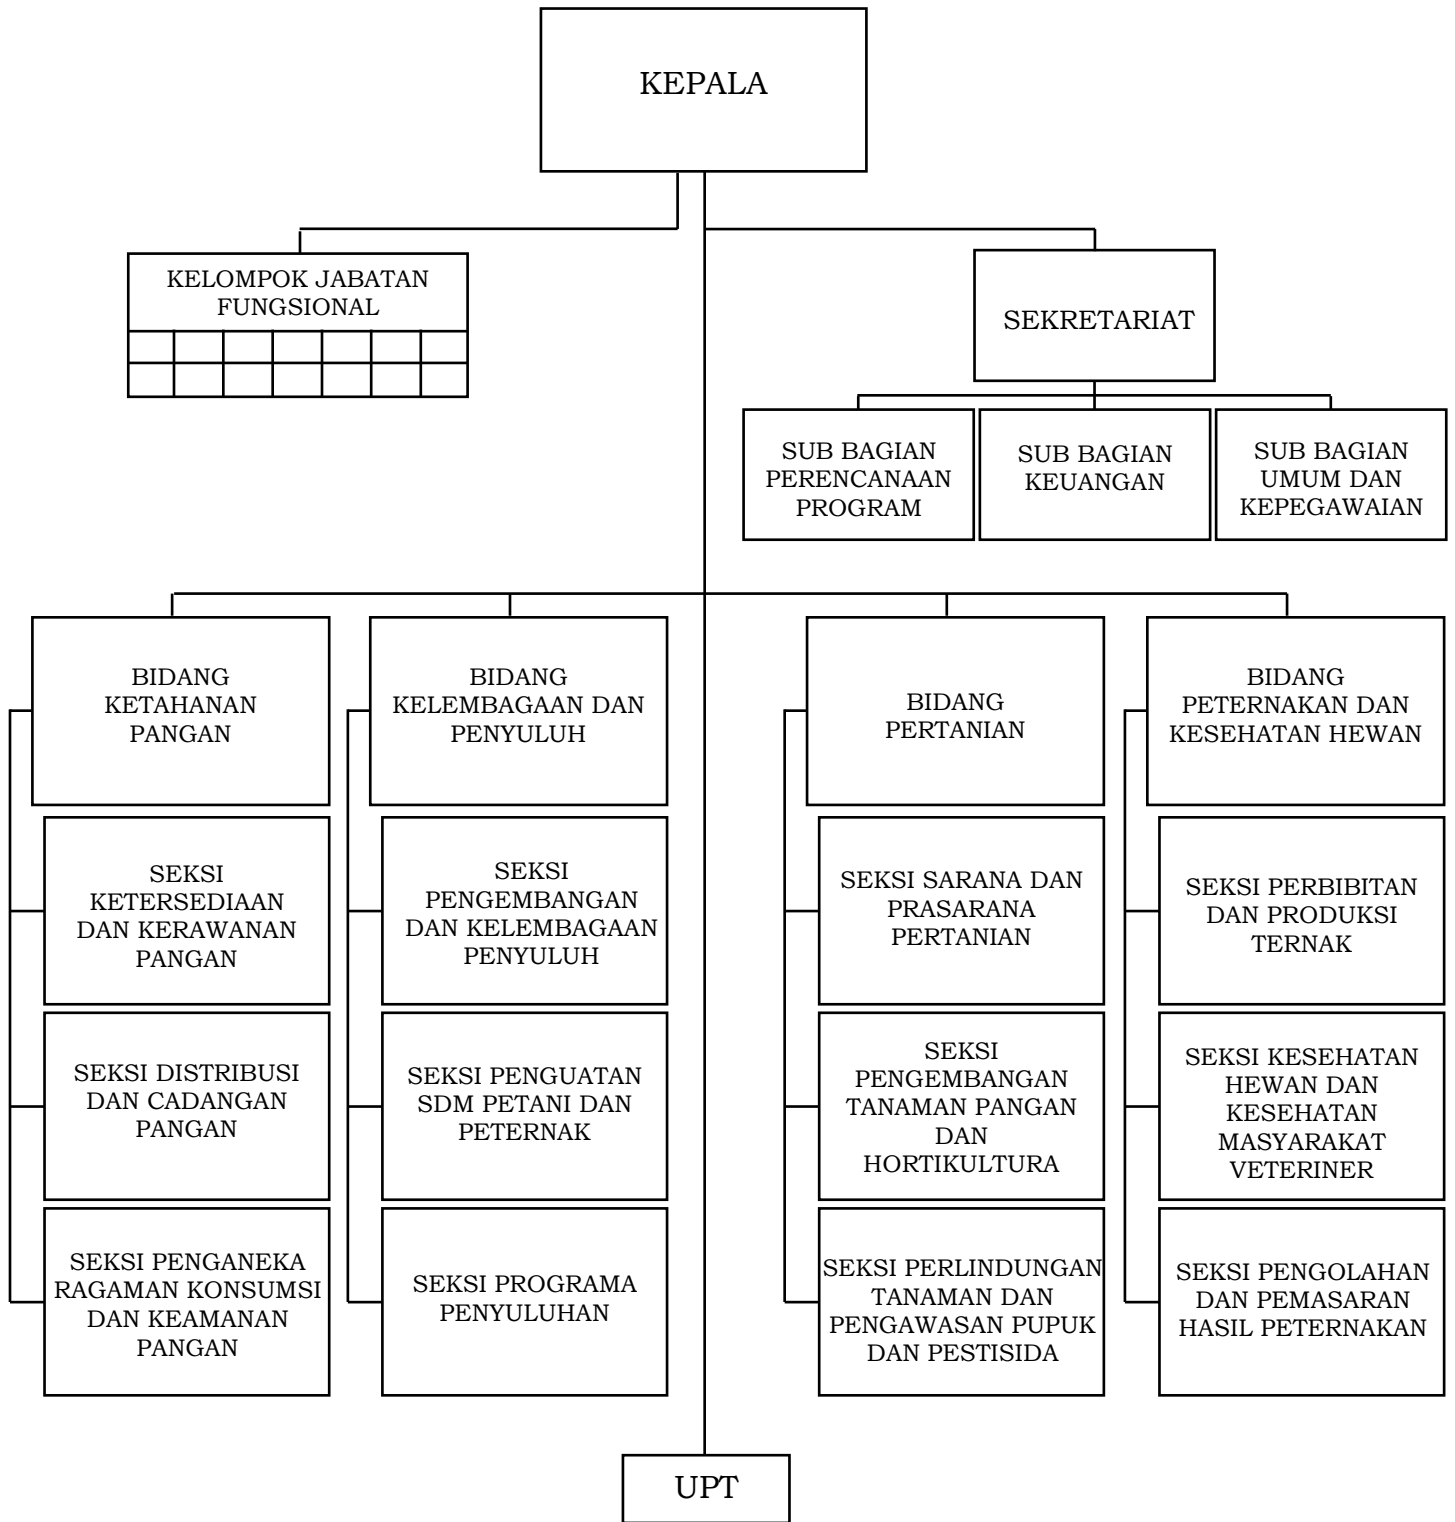 KEPALA
KELOMPOK JABATAN
FUNGSIONAL
SEKRETARIAT
SUB BAGIAN
PERENCANAAN
PROGRAM
SUB BAGIAN
KEUANGAN
SUB BAGIAN
UMUM DAN
KEPEGAWAIAN
BIDANG
KETAHANAN
PANGAN
BIDANG
KELEMBAGAAN DAN
PENYULUH
BIDANG
PERTANIAN
BIDANG
PETERNAKAN DAN
KESEHATAN HEWAN
SEKSI
KETERSEDIAAN
DAN KERAWANAN
PANGAN
SEKSI
PENGEMBANGAN
DAN KELEMBAGAAN
PENYULUH
SEKSI SARANA DAN
PRASARANA
PERTANIAN
SEKSI PERBIBITAN
DAN PRODUKSI
TERNAK
SEKSI DISTRIBUSI
DAN CADANGAN
PANGAN
SEKSI PENGUATAN
SDM PETANI DAN
PETERNAK
SEKSI
PENGEMBANGAN
TANAMAN PANGAN
DAN
HORTIKULTURA
SEKSI KESEHATAN
HEWAN DAN
KESEHATAN
MASYARAKAT
VETERINER
SEKSI PENGANEKA
RAGAMAN KONSUMSI
DAN KEAMANAN
PANGAN
SEKSI PROGRAMA
PENYULUHAN
SEKSI PERLINDUNGAN
TANAMAN DAN
PENGAWASAN PUPUK
DAN PESTISIDA
SEKSI PENGOLAHAN
DAN PEMASARAN
HASIL PETERNAKAN
UPT